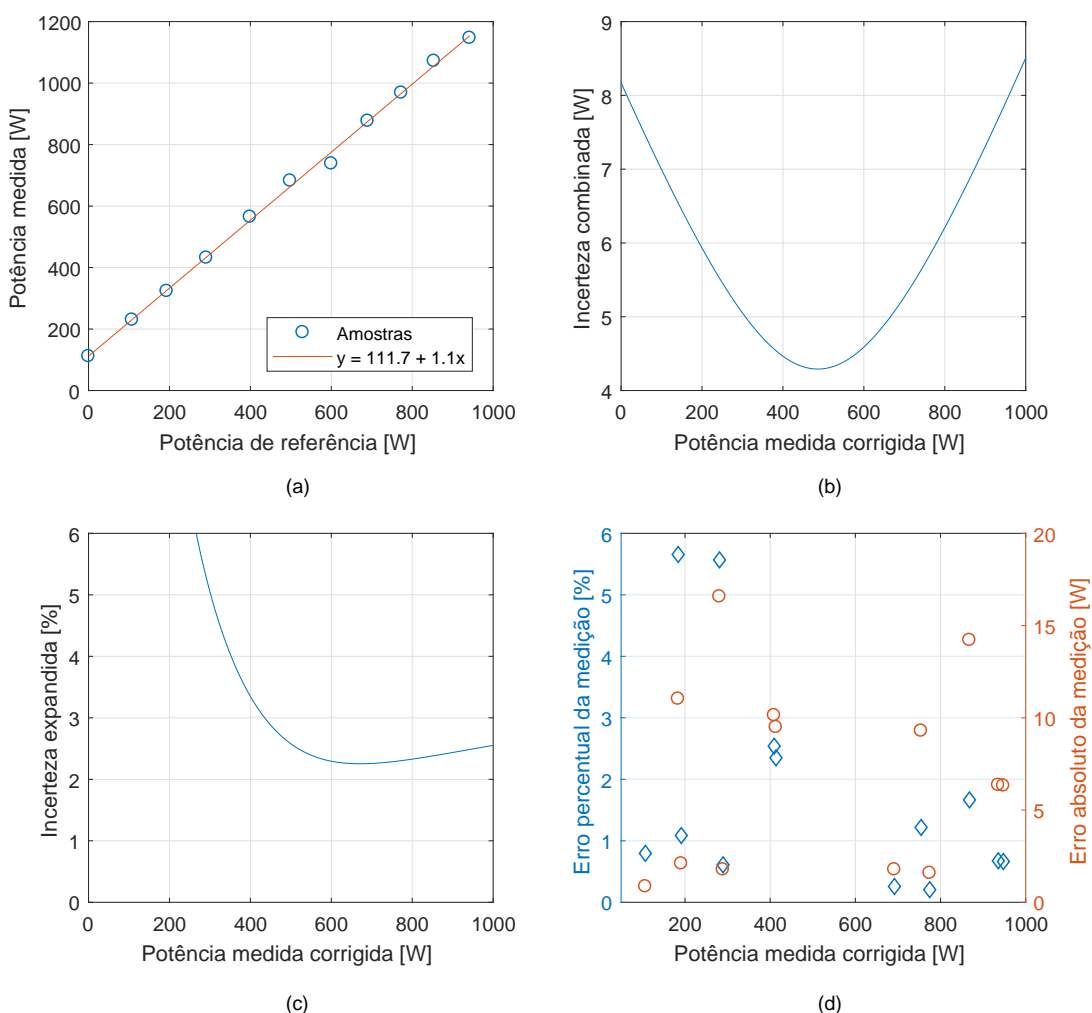 1200
1000
800
600
400
200
0
Potência medida [W]
Amostras
y = 111.7 + 1.1x
0 200 400 600 800 1000
Potência de referência [W]
(a)
9
8
7
6
5
4
Incerteza combinada [W]
0 200 400 600 800 1000
Potência medida corrigida [W]
(b)
6
5
4
3
2
1
0
Incerteza expandida [%]
0 200 400 600 800 1000
Potência medida corrigida [W]
(c)
6
5
4
3
2
1
0
Erro percentual da medição [%]
20
15
10
5
0
Erro absoluto da medição [W]
200 400 600 800 1000
Potência medida corrigida [W]
(d)